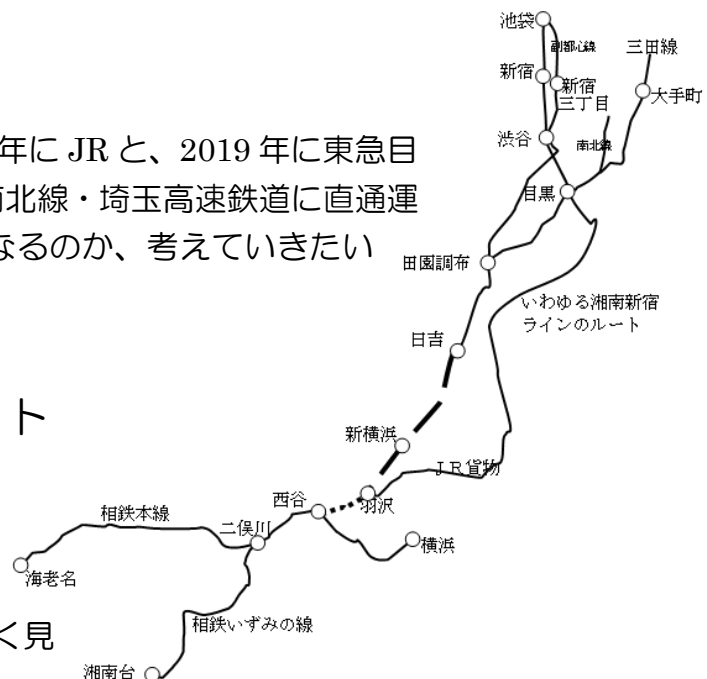 池袋
副都心線
三田線
新宿
新宿
三丁目
大手町
渋谷
南北線
年に JR と、2019 年に東急目
南北線・埼玉高速鉄道に直通運
なるのか、考えていきたい
目黒
田園調布
いわゆる湘南新宿
ラインのルート
日吉
ト
新横浜
JR貨物
西谷
羽沢
相鉄本線
二俣川
横浜
海老名
相鉄いずみの線
く見
湘南台